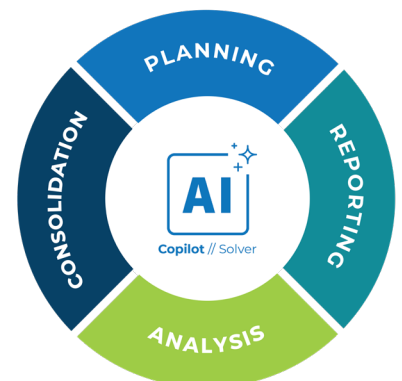 PLANNING
REPORTING
ANALYSIS
CONSOLIDATION
AI
Copilot // Solver